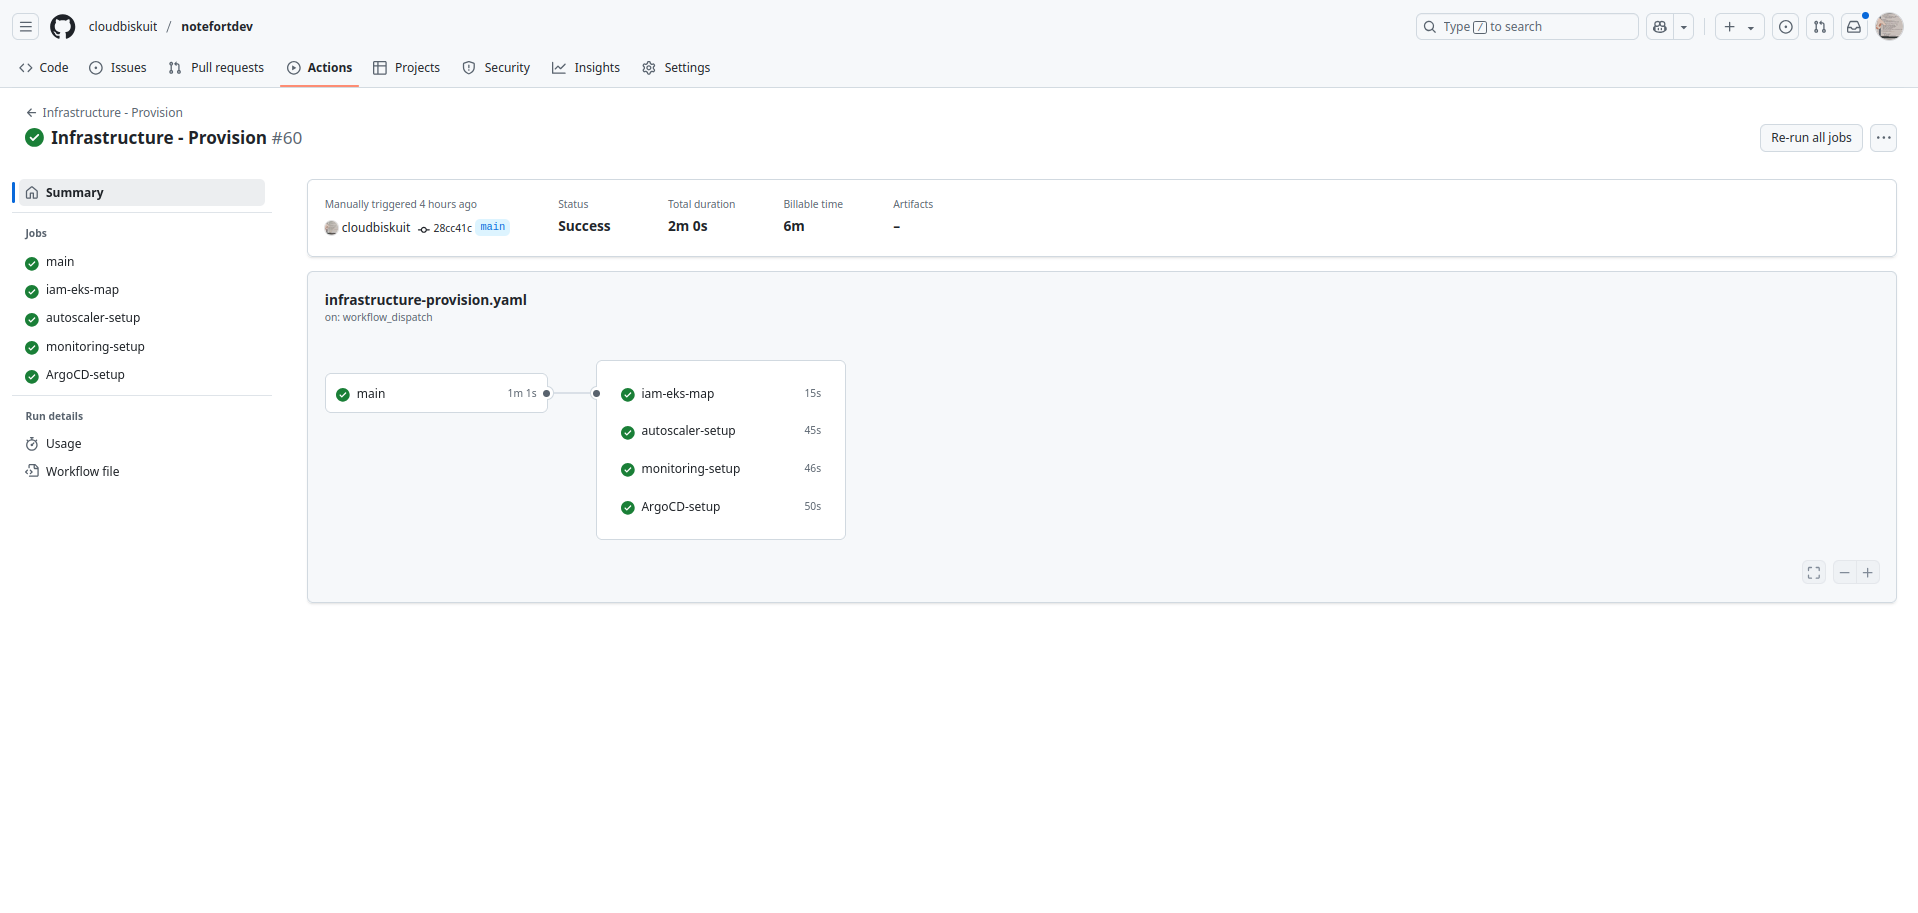 cloudbiskuit / notefortdev
Type / to search
Code Issues Pull requests Actions Projects Security Insights Settings
Infrastructure - Provision
Infrastructure - Provision #60
Re-run all jobs
Summary
Jobs
main
iam-eks-map
autoscaler-setup
monitoring-setup
ArgoCD-setup
Run details
Usage
Workflow file
Manually triggered 4 hours ago
cloudbiskuit 28cc41c main
Status
Success
Total duration
2m 0s
Billable time
6m
Artifacts
–
infrastructure-provision.yaml
on: workflow_dispatch
main 1m 1s
iam-eks-map 15s
autoscaler-setup 45s
monitoring-setup 46s
ArgoCD-setup 50s